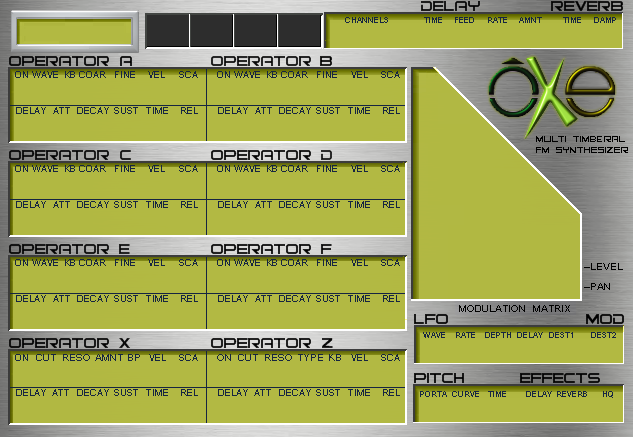 DELAY REVERB
CHANNELS TIME FEED RATE AMNT TIME DAMP
OPERATOR A OPERATOR B
ON WAVE KB COAR FINE VEL SCA ON WAVE KB COAR FINE VEL SCA
DELAY ATT DECAY SUST TIME REL DELAY ATT DECAY SUST TIME REL
ôXe
MULTI TIMBERAL
FM SYNTHESIZER
OPERATOR C OPERATOR D
ON WAVE KB COAR FINE VEL SCA ON WAVE KB COAR FINE VEL SCA
DELAY ATT DECAY SUST TIME REL DELAY ATT DECAY SUST TIME REL
OPERATOR E OPERATOR F
ON WAVE KB COAR FINE VEL SCA ON WAVE KB COAR FINE VEL SCA
DELAY ATT DECAY SUST TIME REL DELAY ATT DECAY SUST TIME REL
–LEVEL
–PAN
MODULATION MATRIX
OPERATOR X OPERATOR Z
ON CUT RESO AMNT BP VEL SCA ON CUT RESO TYPE KB VEL SCA
DELAY ATT DECAY SUST TIME REL DELAY ATT DECAY SUST TIME REL
LFO MOD
WAVE RATE DEPTH DELAY DEST1 DEST2
PITCH EFFECTS
PORTA CURVE TIME DELAY REVERB HQ